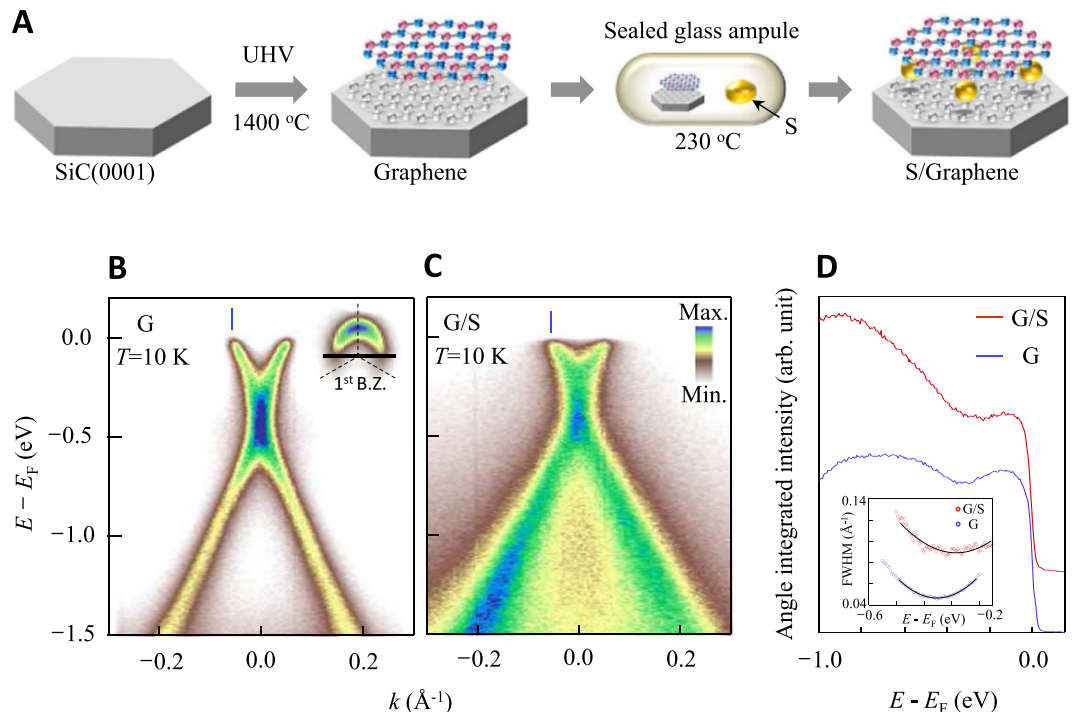 A
UHV
1400 °C
SiC(0001)
Graphene
Sealed glass ampule
S
230 °C
S/Graphene
B
G
T=10 K
1st B.Z.
0.0
−0.5
−1.0
−1.5
E − EF (eV)
−0.2
0.0
0.2
C
G/S
T=10 K
Max.
Min.
−0.2
0.0
0.2
k (Å-1)
D
Angle integrated intensity (arb. unit)
G/S
G
0.14
0.04
FWHM (Å-1)
G/S
G
−0.6
−0.2
E - EF (eV)
−1.0
0.0
E - EF (eV)